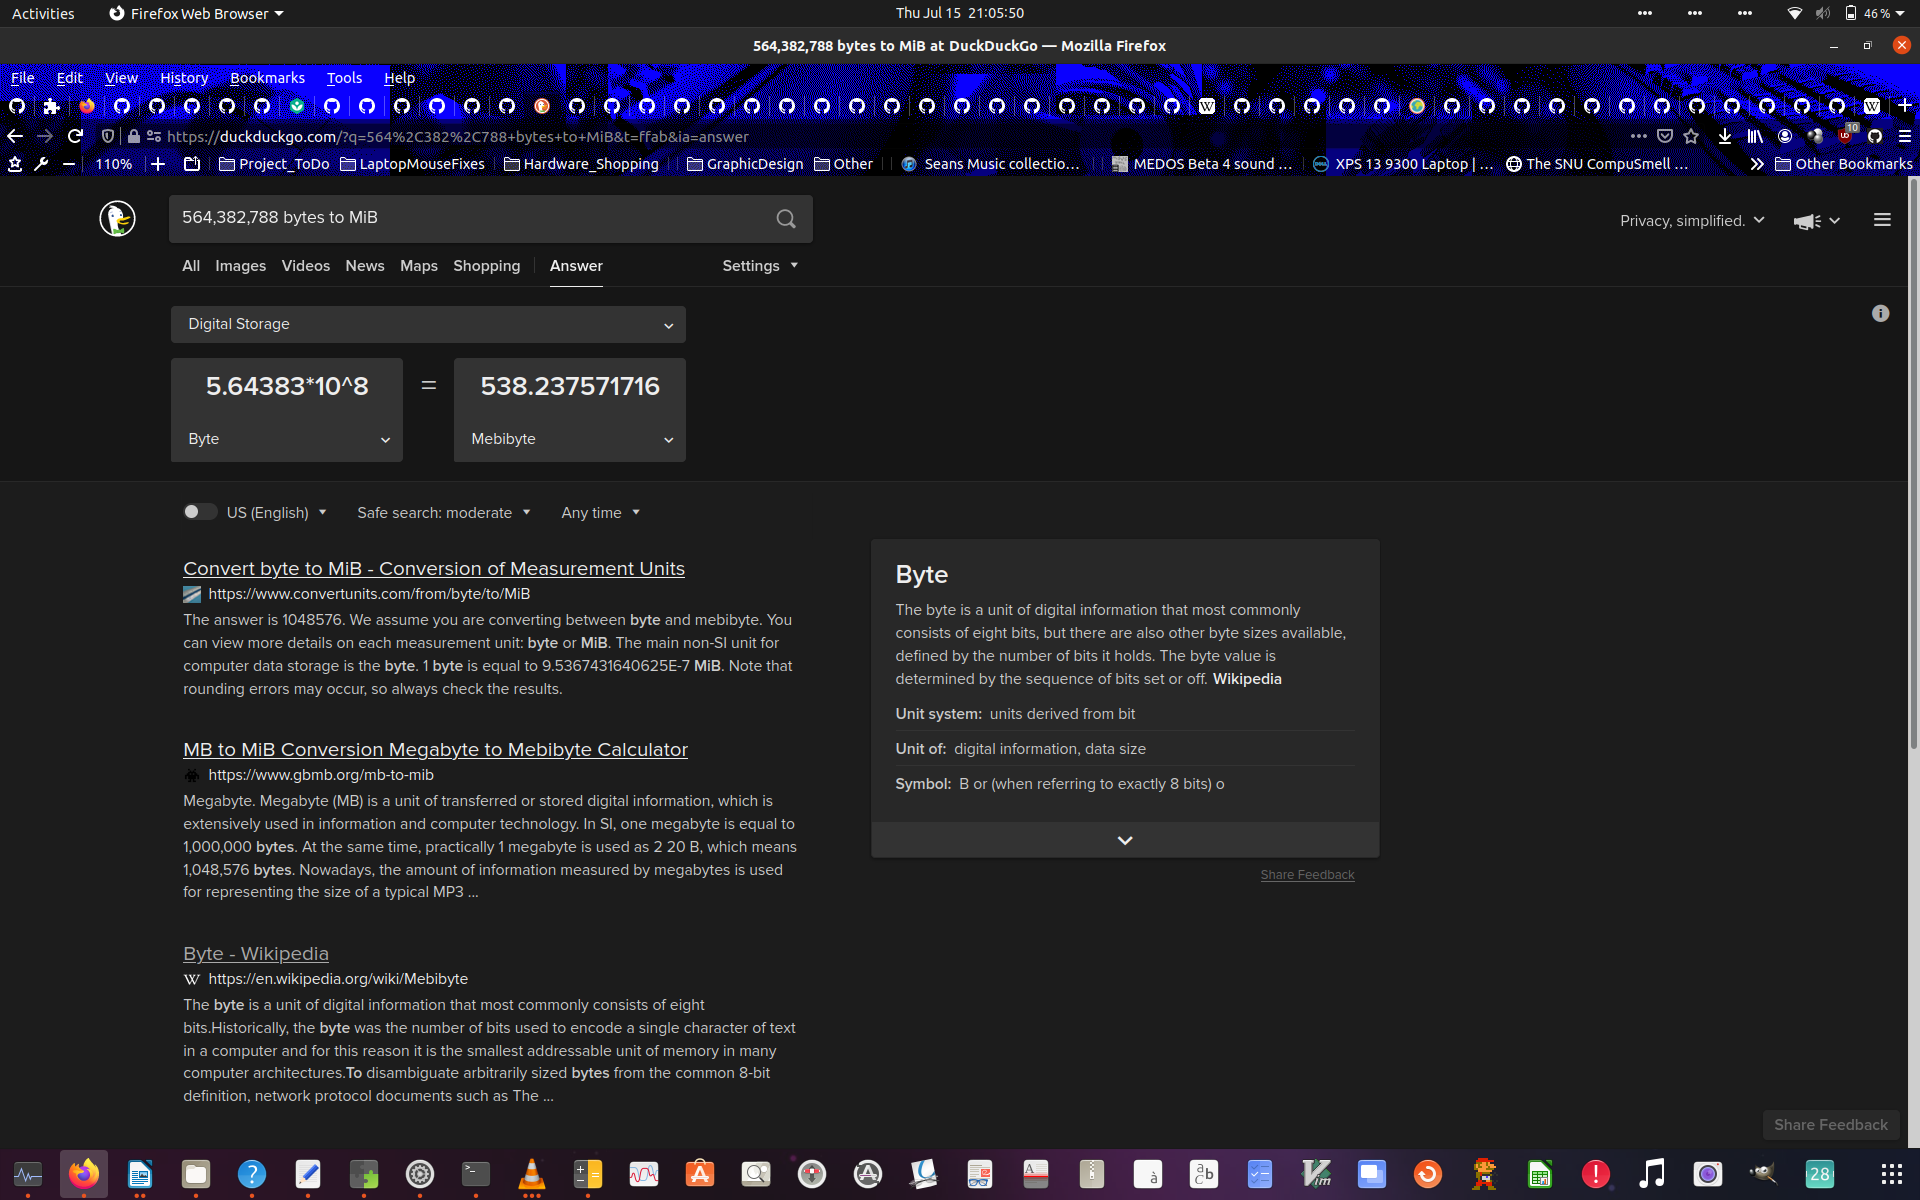 Activities
Firefox Web Browser
Thu Jul 15 21:05:50
46 %
564,382,788 bytes to MiB at DuckDuckGo — Mozilla Firefox
File Edit View History Bookmarks Tools Help
https://duckduckgo.com/?q=564%2C382%2C788+bytes+to+MiB&t=ffab&ia=answer
10
110%
Project_ToDo
LaptopMouseFixes
Hardware_Shopping
GraphicDesign
Other
Seans Music collectio…
MEDOS Beta 4 sound …
XPS 13 9300 Laptop | …
The SNU CompuSmell …
Other Bookmarks
564,382,788 bytes to MiB
Privacy, simplified.
All Images Videos News Maps Shopping Answer Settings
Digital Storage
5.64383*10^8 = 538.237571716
Byte Mebibyte
US (English) Safe search: moderate Any time
Convert byte to MiB - Conversion of Measurement Units
https://www.convertunits.com/from/byte/to/MiB
The answer is 1048576. We assume you are converting between byte and mebibyte. You
can view more details on each measurement unit: byte or MiB. The main non-SI unit for
computer data storage is the byte. 1 byte is equal to 9.5367431640625E-7 MiB. Note that
rounding errors may occur, so always check the results.
MB to MiB Conversion Megabyte to Mebibyte Calculator
https://www.gbmb.org/mb-to-mib
Megabyte. Megabyte (MB) is a unit of transferred or stored digital information, which is
extensively used in information and computer technology. In SI, one megabyte is equal to
1,000,000 bytes. At the same time, practically 1 megabyte is used as 2 20 B, which means
1,048,576 bytes. Nowadays, the amount of information measured by megabytes is used
for representing the size of a typical MP3 ...
Byte - Wikipedia
W https://en.wikipedia.org/wiki/Mebibyte
The byte is a unit of digital information that most commonly consists of eight
bits.Historically, the byte was the number of bits used to encode a single character of text
in a computer and for this reason it is the smallest addressable unit of memory in many
computer architectures.To disambiguate arbitrarily sized bytes from the common 8-bit
definition, network protocol documents such as The ...
Byte
The byte is a unit of digital information that most commonly
consists of eight bits, but there are also other byte sizes available,
defined by the number of bits it holds. The byte value is
determined by the sequence of bits set or off. Wikipedia
Unit system: units derived from bit
Unit of: digital information, data size
Symbol: B or (when referring to exactly 8 bits) o
Share Feedback
Share Feedback
28